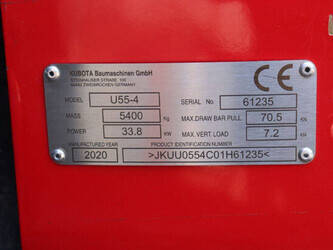 KUBOTA Baumaschinen GmbH
STEINHAUSER STRAßE 100
66482 ZWEIBRÜCKEN GERMANY
CE
MODEL U55-4 SERIAL No 61235
MASS 5400 Kg MAX.DRAW BAR PULL 70.5 KN
POWER 33.8 kW MAX. VERT. LOAD 7.2 KN
MANUFACTURED YEAR PRODUCT IDENTIFICATION NUMBER
2020 >JKUU0554C01H61235<